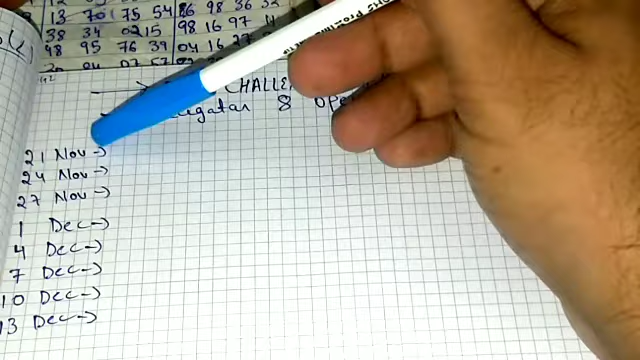 13 70 75 54 86 98 36 32
38 34 02 15 98 16 97
48 95 76 39 04 16 27
CHALLE
8 ope
21 Nov →
24 Nov →
27 Nov →
1 Dec →
4 Dec →
7 Dec →
10 Dec →
13 Dec →